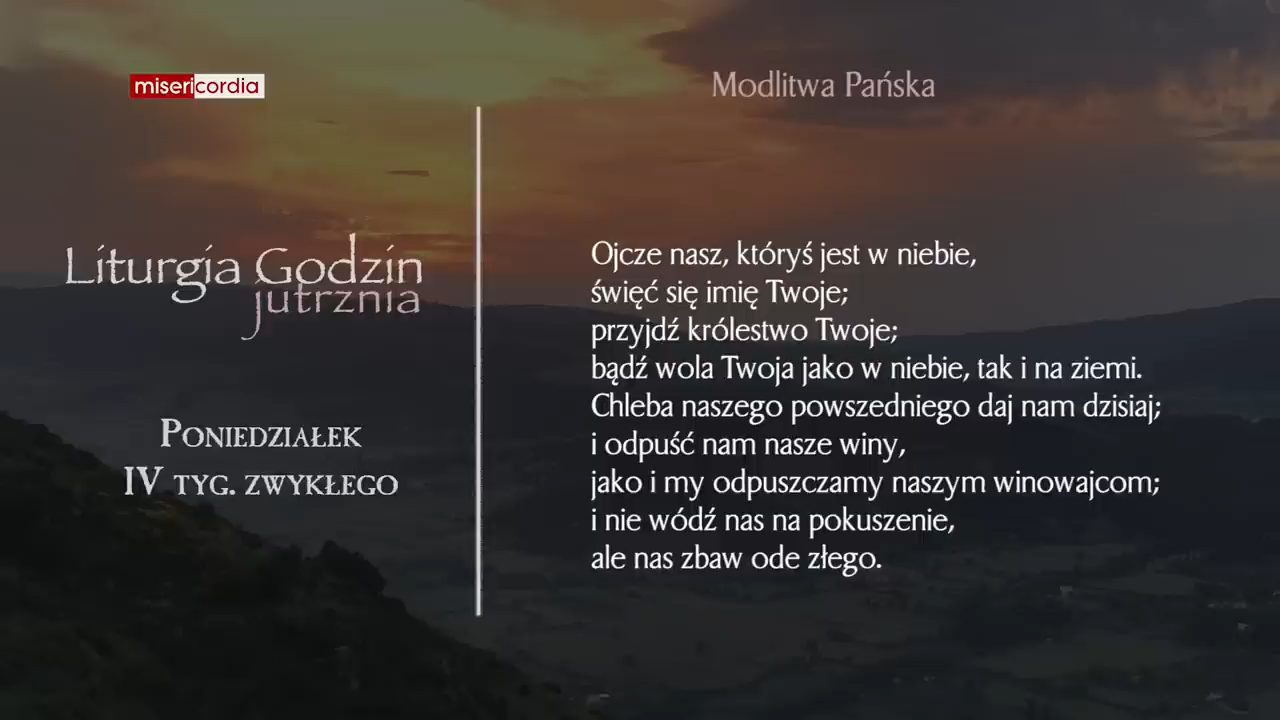 misericordia
Liturgia Godzin
jutrznia
Poniedziałek
IV tyg. zwykłego
Modlitwa Pańska
Ojcze nasz, któryś jest w niebie,
święć się imię Twoje;
przyjdź królestwo Twoje;
bądź wola Twoja jako w niebie, tak i na ziemi.
Chleba naszego powszedniego daj nam dzisiaj;
i odpuść nam nasze winy,
jako i my odpuszczamy naszym winowajcom;
i nie wódź nas na pokuszenie,
ale nas zbaw ode złego.